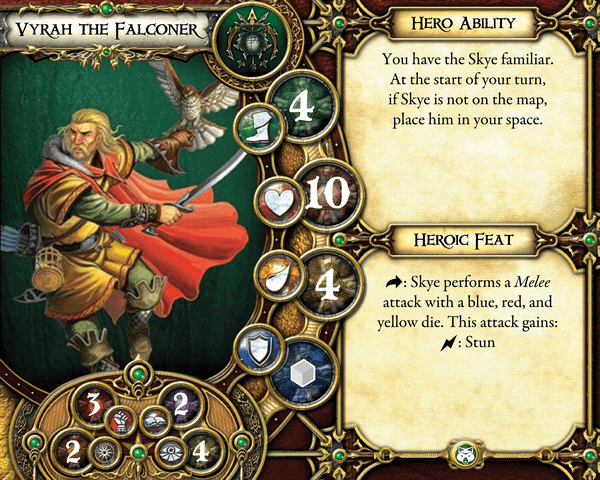 Vyrah the Falconer
4
10
4
3 2
2 4
Hero Ability
You have the Skye familiar.
At the start of your turn,
if Skye is not on the map,
place him in your space.
Heroic Feat
: Skye performs a Melee
attack with a blue, red, and
yellow die. This attack gains:
: Stun